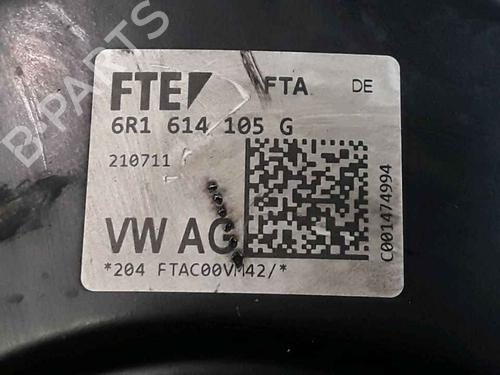 B-PARTS
FTE FTA DE
6R1 614 105 G
210711
VW AG
*204 FTAC00VM42/*
C001474994